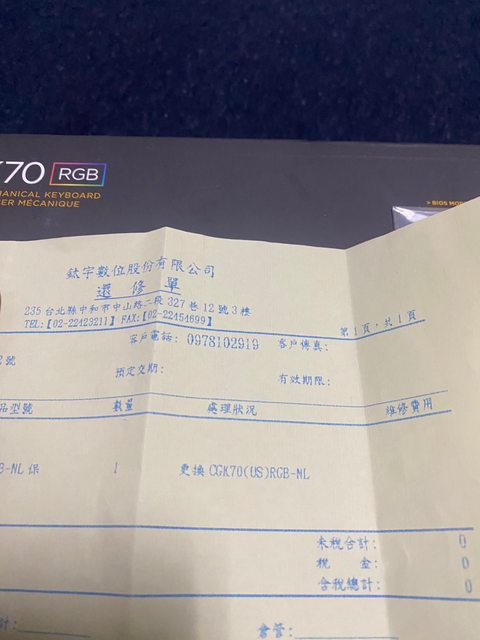 K70 RGB
ANICAL KEYBOARD
ER MÉCANIQUE
> BIOS MO
鈦宇數位股份有限公司
還 修 單
235 台北縣中和市中山路二段 327 巷 12 號 3 樓
TEL:【02-22423211】 FAX:【02-22454699】
第 1 頁 , 共 1 頁
客戶電話: 0978102919 客戶傳真:
號
預定交期: 有效期限:
品型號 數量 處理狀況 維修費用
B-NL 保 1 更換 CGK70(US)RGB-NL
未稅合計: 0
稅 金: 0
含稅總計: 0
計: 會管: